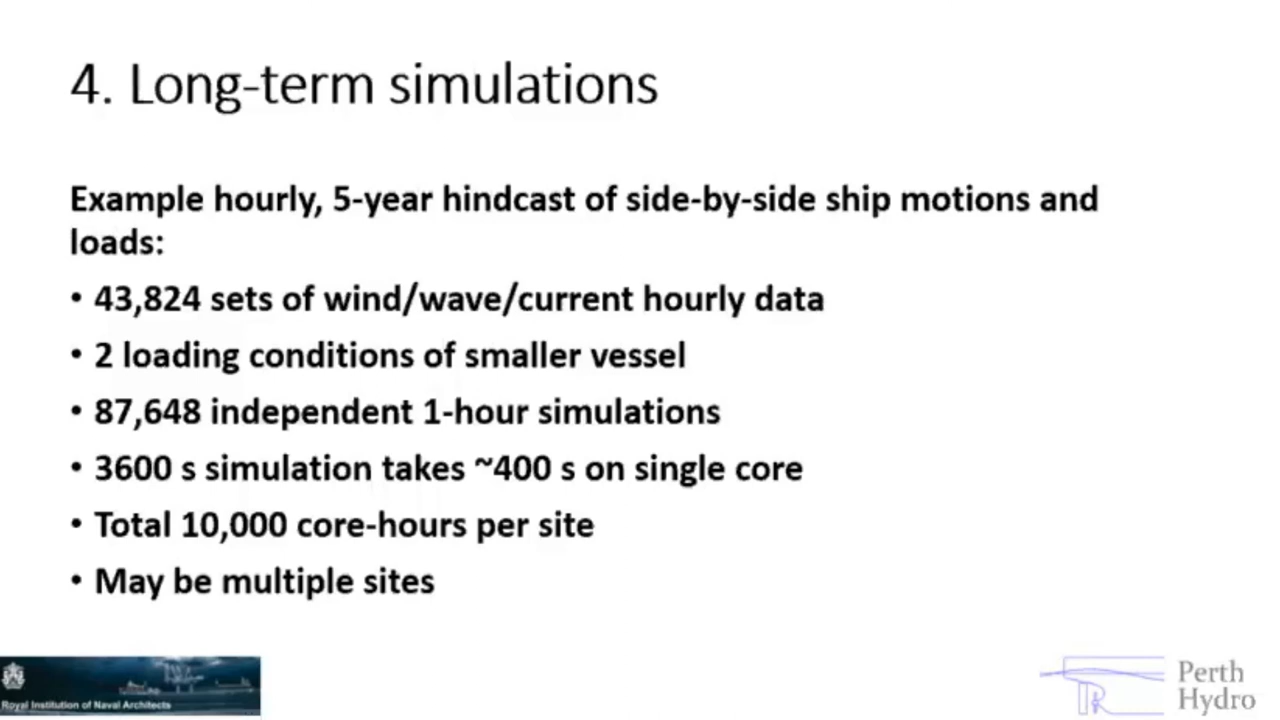 4. Long-term simulations
Example hourly, 5-year hindcast of side-by-side ship motions and
loads:
• 43,824 sets of wind/wave/current hourly data
• 2 loading conditions of smaller vessel
• 87,648 independent 1-hour simulations
• 3600 s simulation takes ~400 s on single core
• Total 10,000 core-hours per site
• May be multiple sites
Royal Institution of Naval Architects
Perth
Hydro